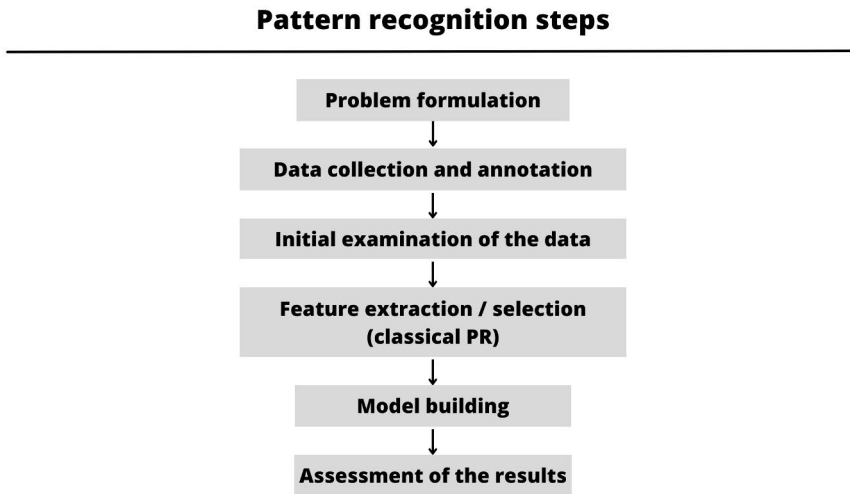 Pattern recognition steps
Problem formulation
Data collection and annotation
Initial examination of the data
Feature extraction / selection
(classical PR)
Model building
Assessment of the results